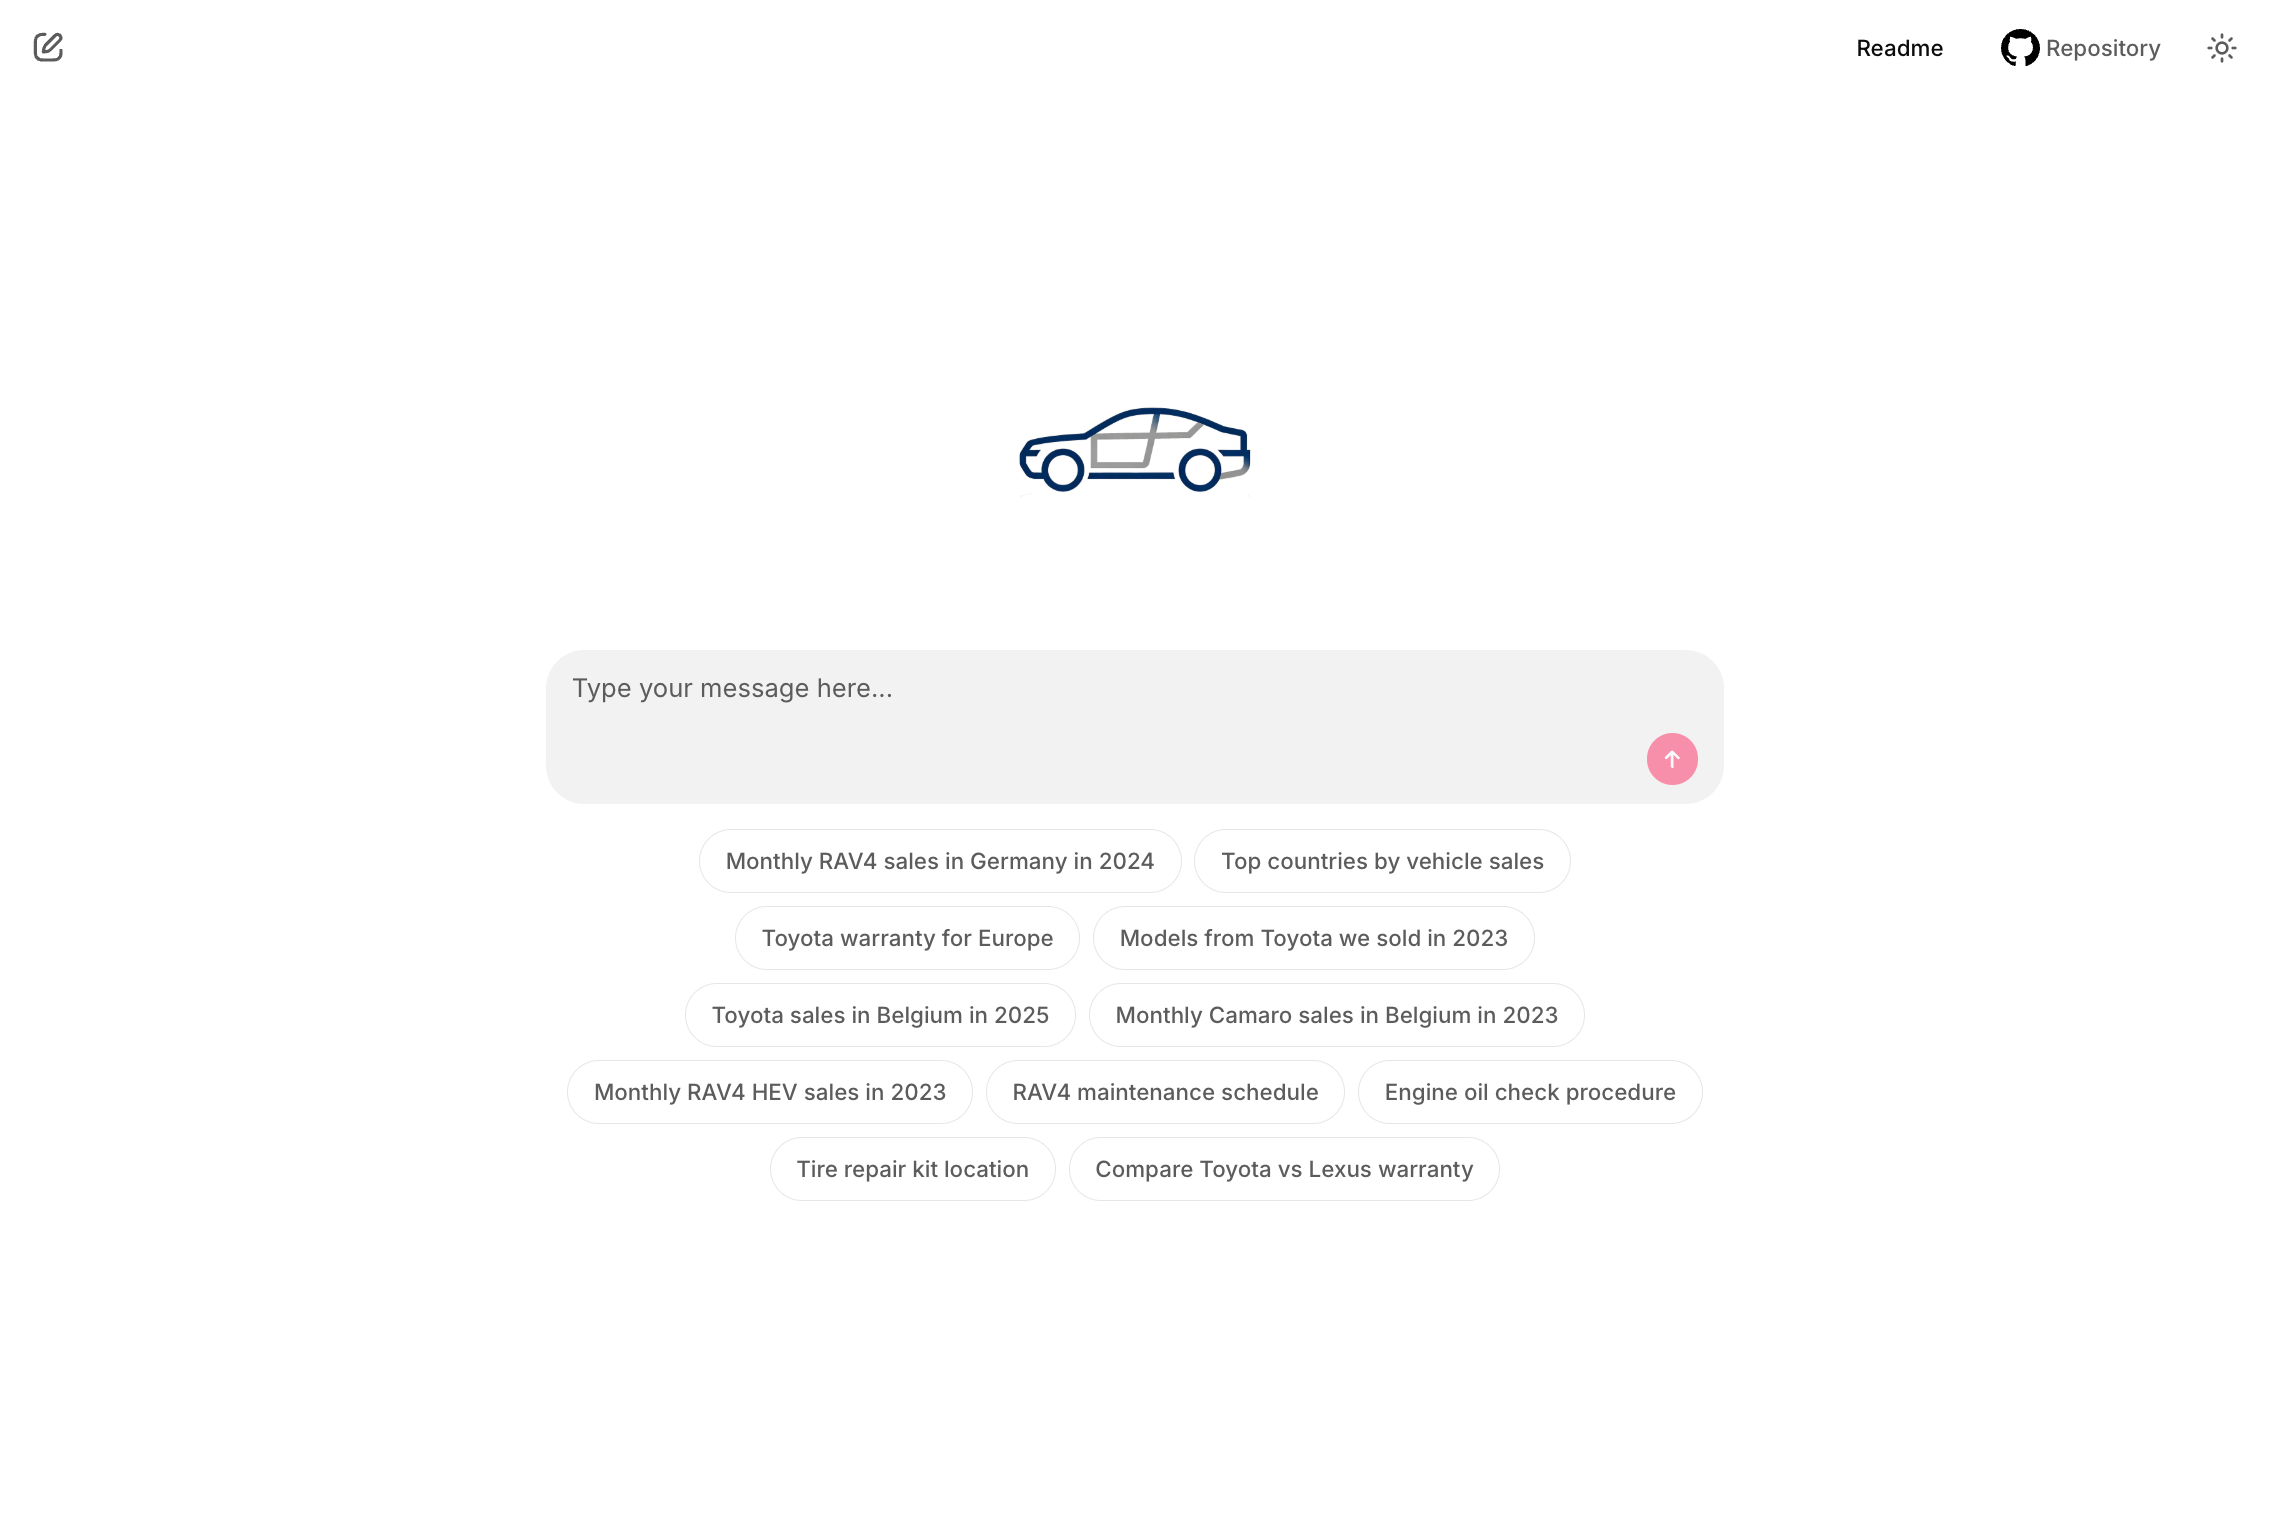 Readme
Repository
Type your message here...
Monthly RAV4 sales in Germany in 2024
Top countries by vehicle sales
Toyota warranty for Europe
Models from Toyota we sold in 2023
Toyota sales in Belgium in 2025
Monthly Camaro sales in Belgium in 2023
Monthly RAV4 HEV sales in 2023
RAV4 maintenance schedule
Engine oil check procedure
Tire repair kit location
Compare Toyota vs Lexus warranty